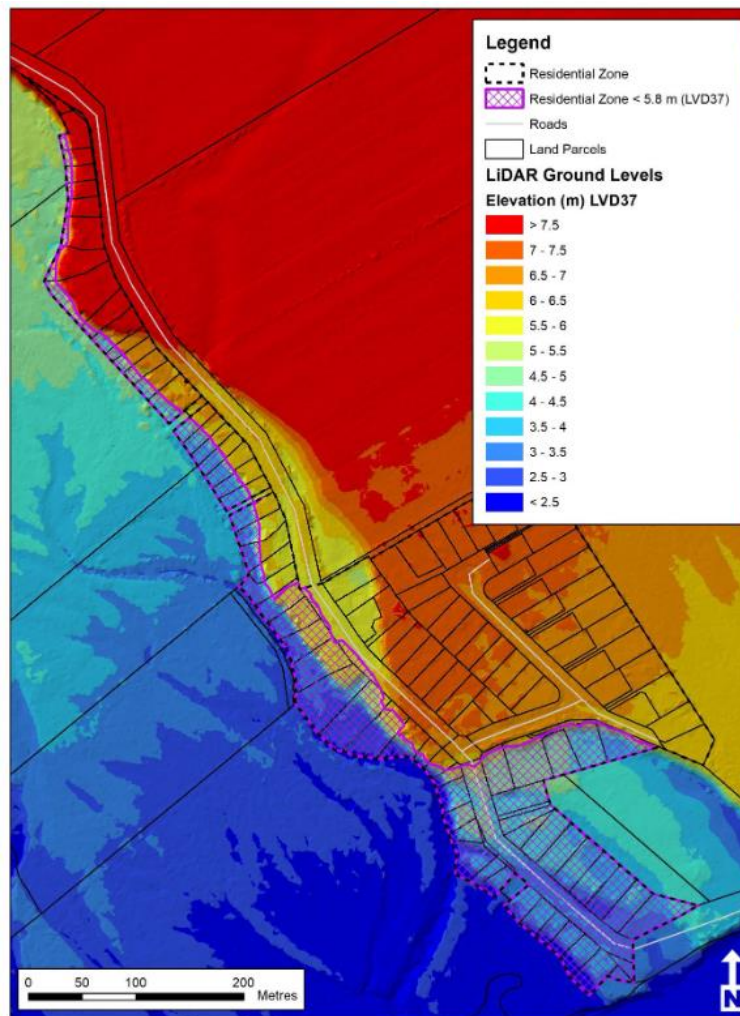 Legend
Residential Zone
Residential Zone < 5.8 m (LVD37)
Roads
Land Parcels
LiDAR Ground Levels
Elevation (m) LVD37
> 7.5
7 - 7.5
6.5 - 7
6 - 6.5
5.5 - 6
5 - 5.5
4.5 - 5
4 - 4.5
3.5 - 4
3 - 3.5
2.5 - 3
< 2.5
0 50 100 200
Metres
N